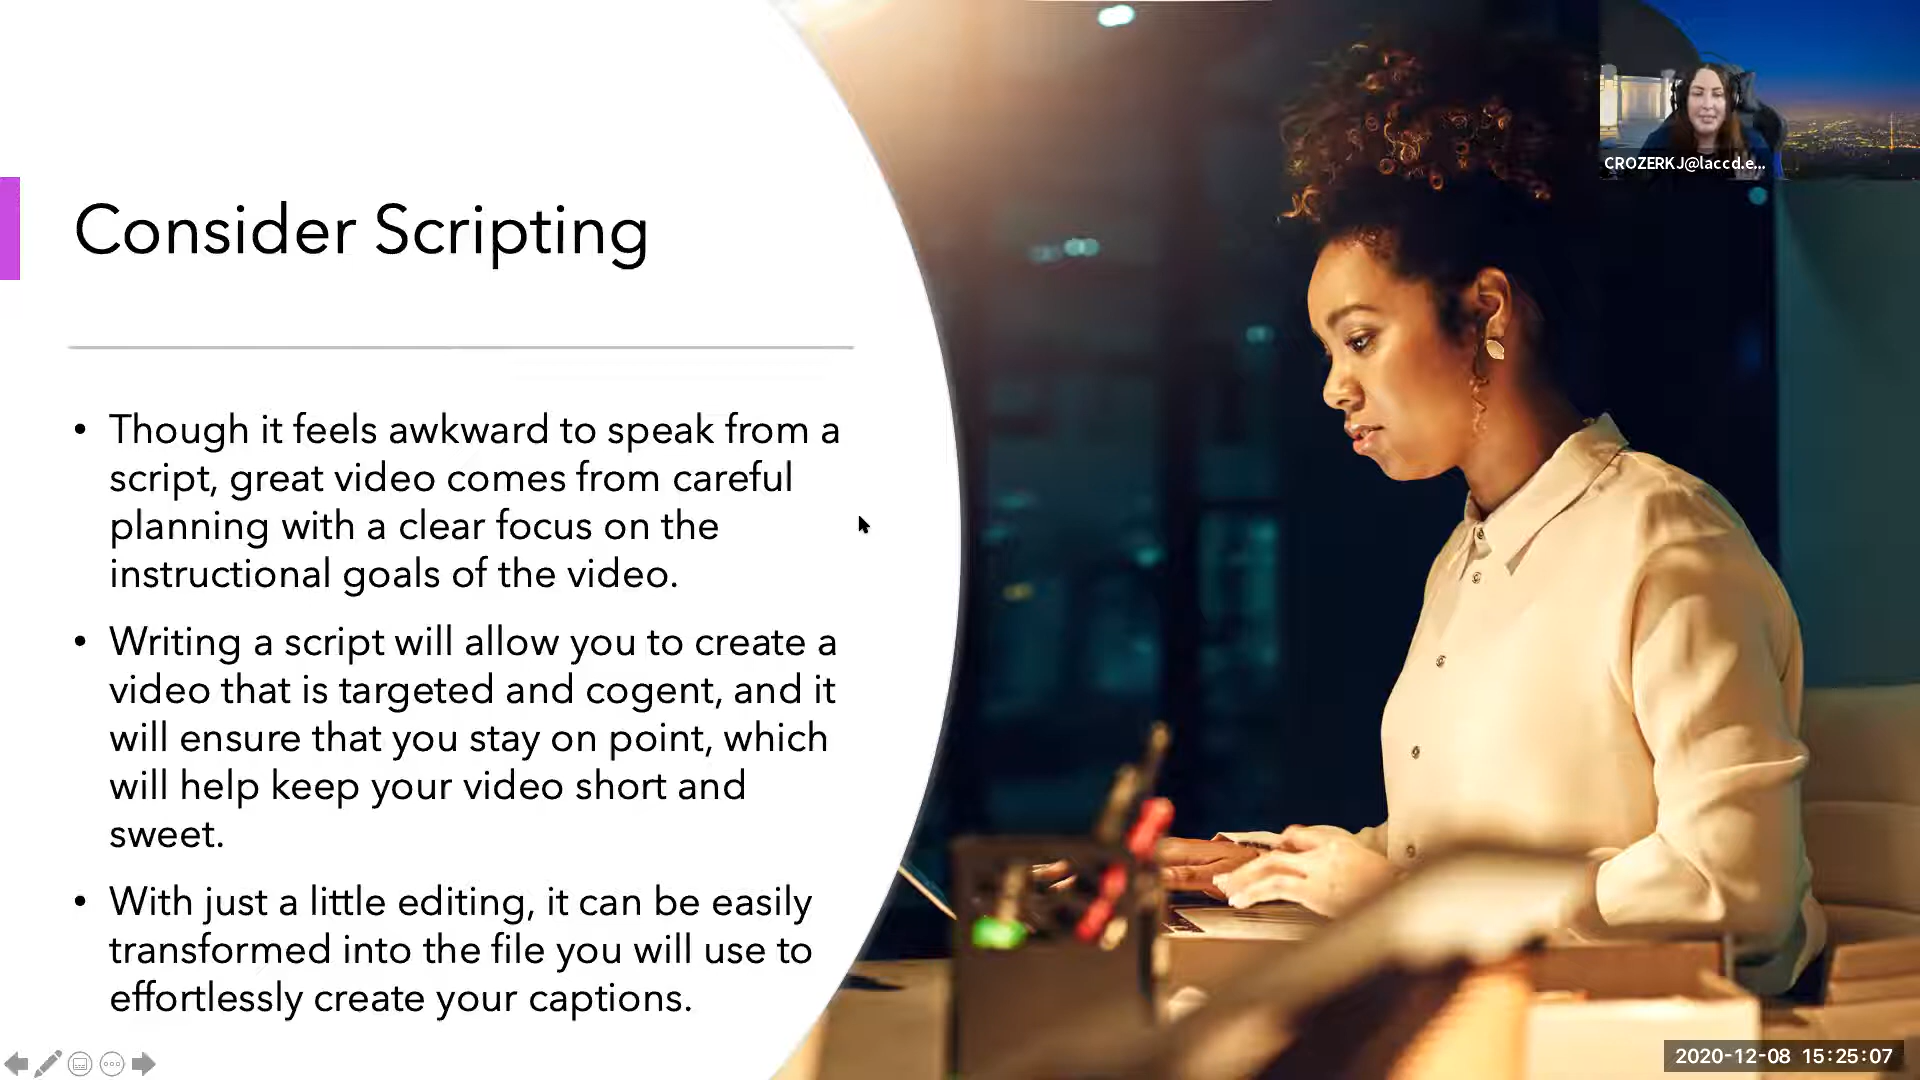 CROZERKJ@laccd.e...
Consider Scripting
• Though it feels awkward to speak from a
script, great video comes from careful
planning with a clear focus on the
instructional goals of the video.
• Writing a script will allow you to create a
video that is targeted and cogent, and it
will ensure that you stay on point, which
will help keep your video short and
sweet.
• With just a little editing, it can be easily
transformed into the file you will use to
effortlessly create your captions.
2020-12-08 15:25:07